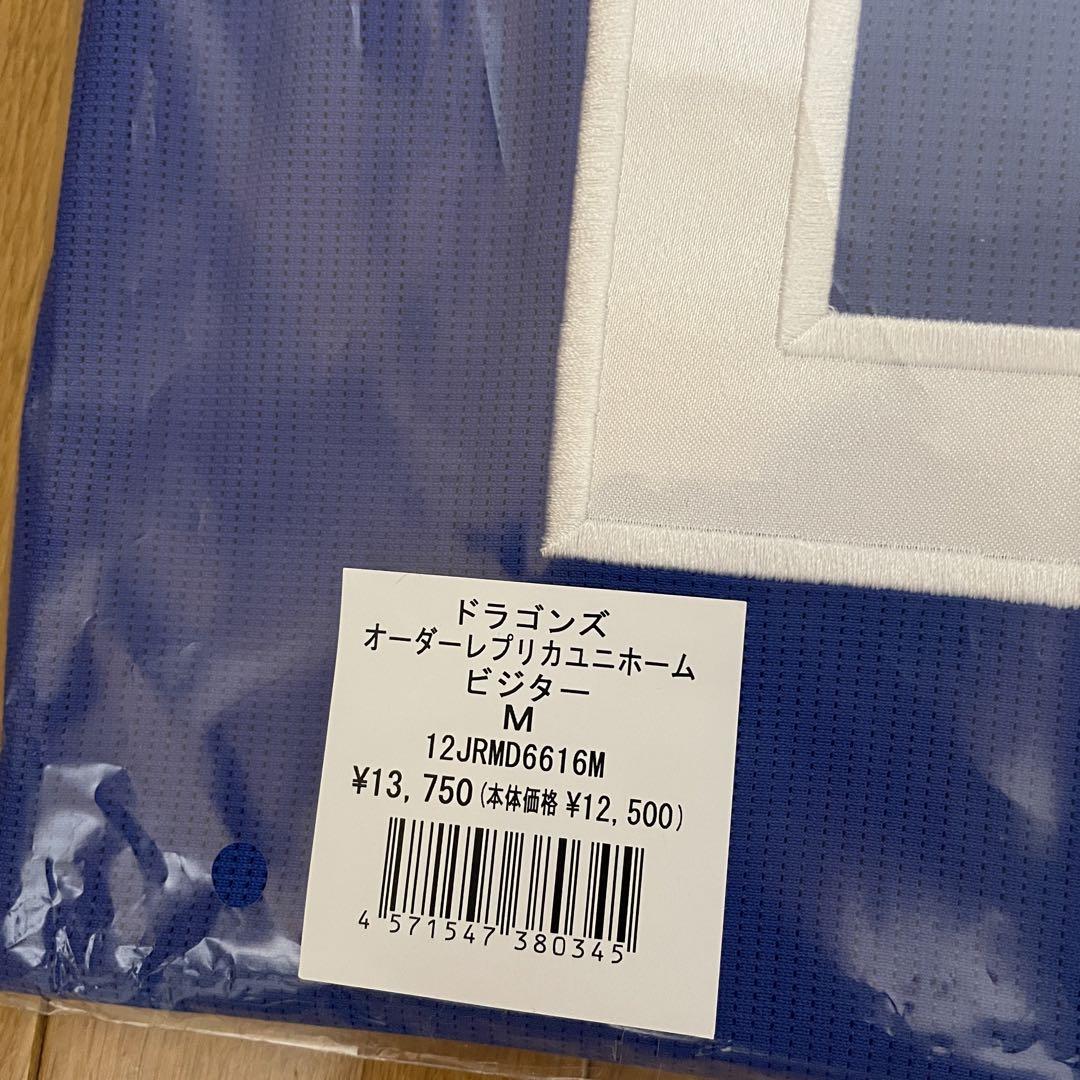 ドラゴンズ
オーダーレプリカユニホーム
ビジター
M
12JRMD6616M
¥13,750(本体価格 ¥12,500)
4 571547 380345